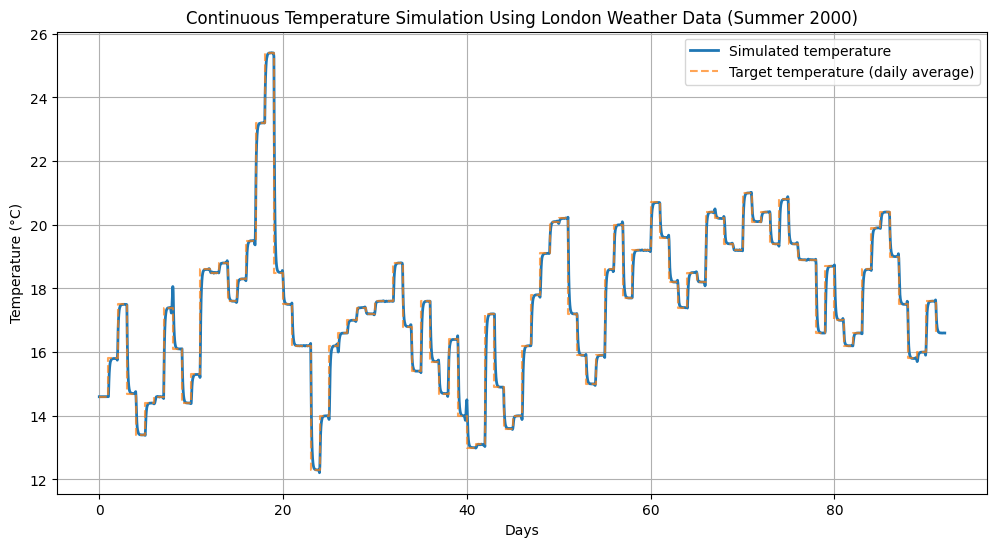 Continuous Temperature Simulation Using London Weather Data (Summer 2000)
Simulated temperature
Target temperature (daily average)
Temperature (°C)
26
24
22
20
18
16
14
12
0 20 40 60 80
Days